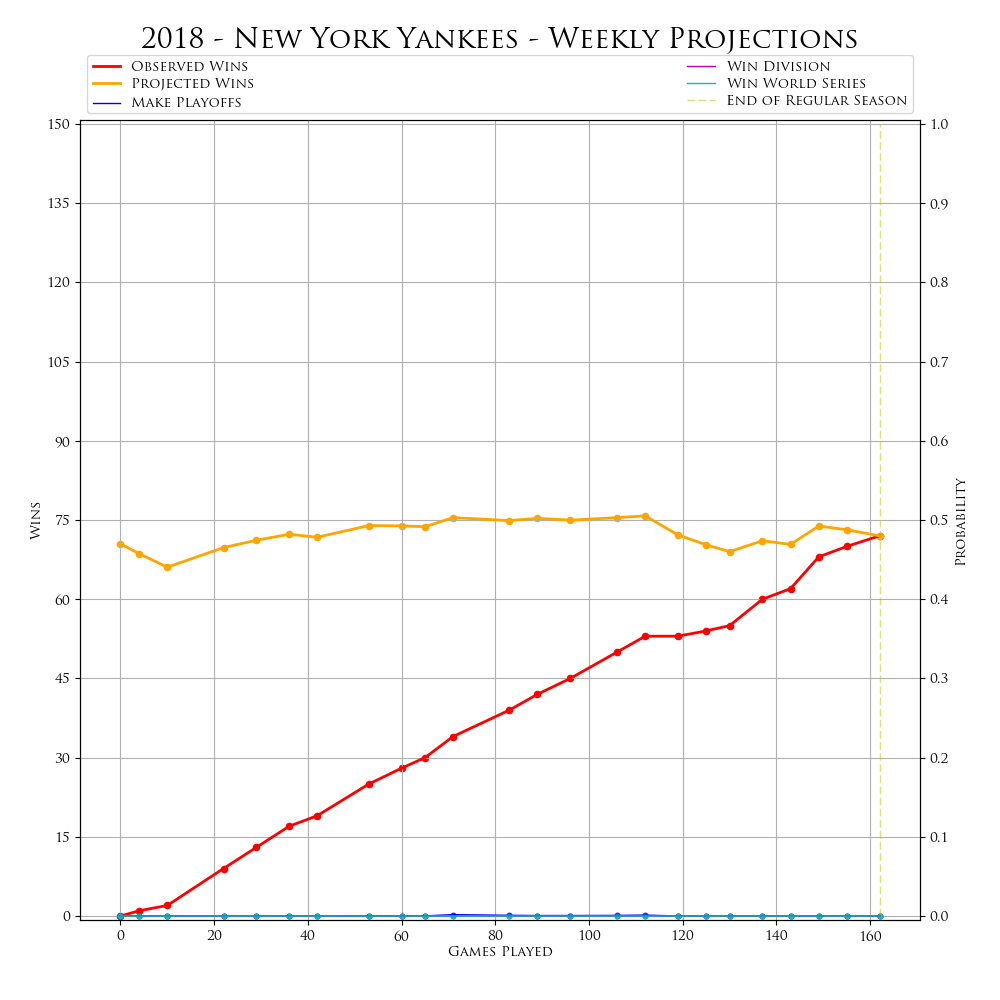 2018 - New York Yankees - Weekly Projections
Observed Wins
Projected Wins
Make Playoffs
Win Division
Win World Series
End of Regular Season
150
135
120
105
90
75
60
45
30
15
0
Wins
1.0
0.9
0.8
0.7
0.6
0.5
0.4
0.3
0.2
0.1
0.0
Probability
0 20 40 60 80 100 120 140 160
Games Played